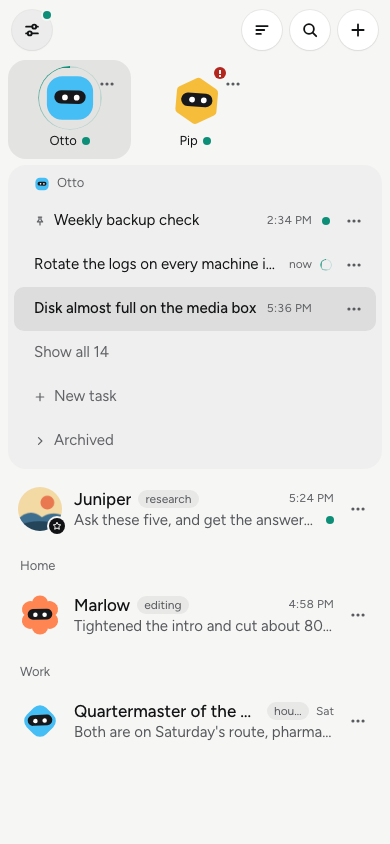 Otto
Pip
Otto
Weekly backup check 2:34 PM
Rotate the logs on every machine i... now
Disk almost full on the media box 5:36 PM
Show all 14
New task
Archived
Juniper research 5:24 PM
Ask these five, and get the answer...
Home
Marlow editing 4:58 PM
Tightened the intro and cut about 80...
Work
Quartermaster of the ... hou... Sat
Both are on Saturday's route, pharma...